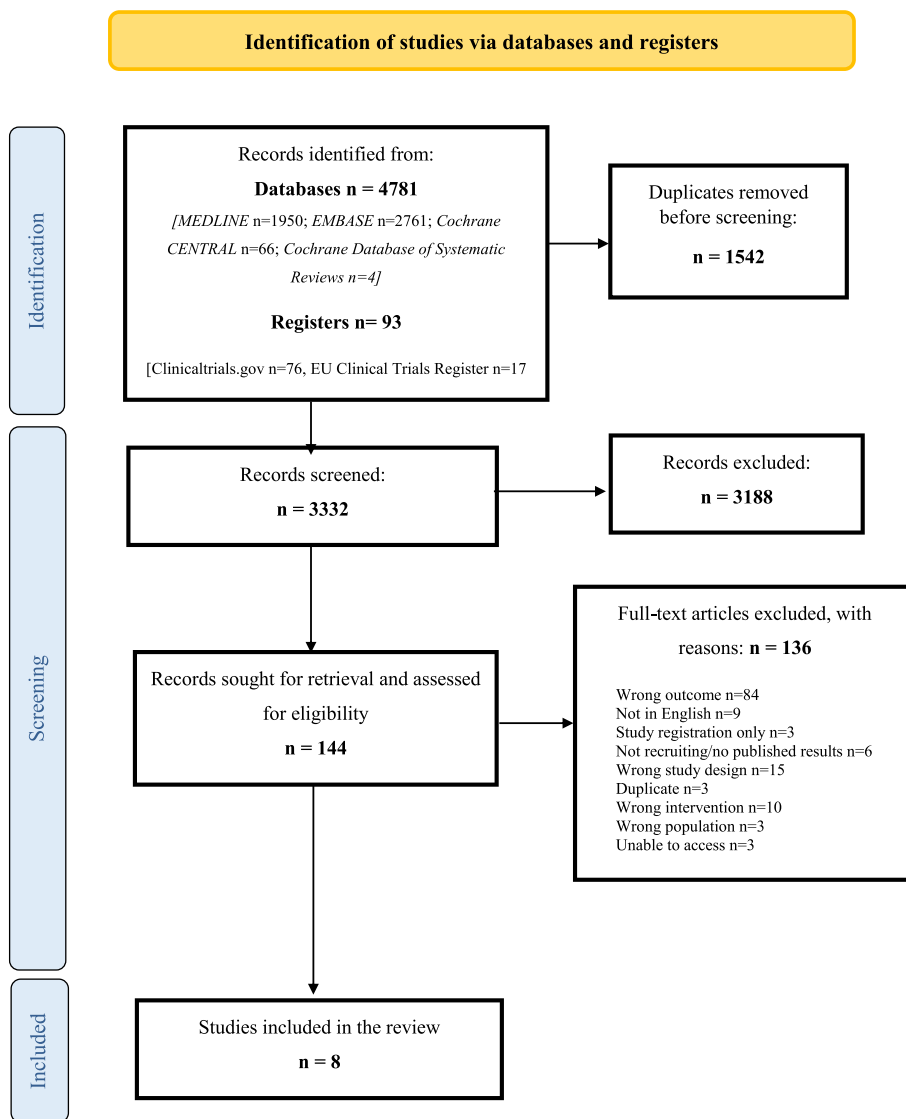 Identification of studies via databases and registers
Identification
Records identified from:
Databases n = 4781
[MEDLINE n=1950; EMBASE n=2761; Cochrane
CENTRAL n=66; Cochrane Database of Systematic
Reviews n=4]
Registers n= 93
[Clinicaltrials.gov n=76, EU Clinical Trials Register n=17
Duplicates removed
before screening:
n = 1542
Screening
Records screened:
n = 3332
Records excluded:
n = 3188
Records sought for retrieval and assessed
for eligibility
n = 144
Full-text articles excluded, with
reasons: n = 136
Wrong outcome n=84
Not in English n=9
Study registration only n=3
Not recruiting/no published results n=6
Wrong study design n=15
Duplicate n=3
Wrong intervention n=10
Wrong population n=3
Unable to access n=3
Included
Studies included in the review
n = 8